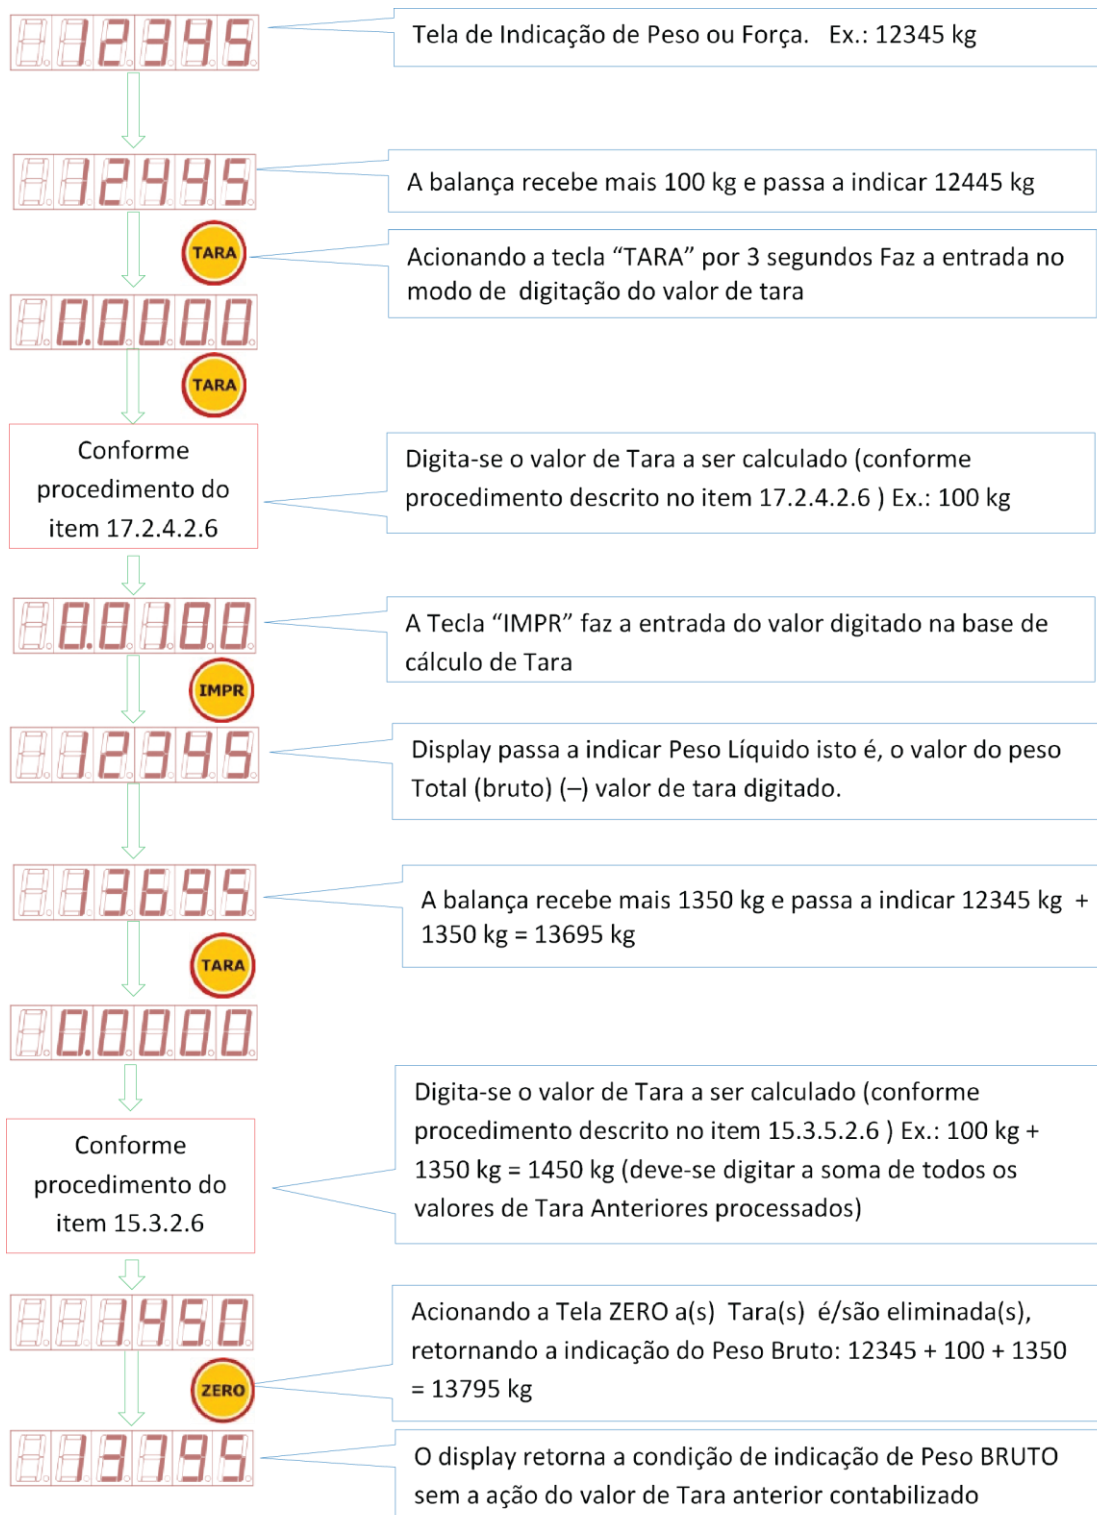 12345
Tela de Indicação de Peso ou Força. Ex.: 12345 kg
12445
A balança recebe mais 100 kg e passa a indicar 12445 kg
TARA
Acionando a tecla “TARA” por 3 segundos Faz a entrada no
modo de digitação do valor de tara
0.0000
TARA
Conforme
procedimento do
item 17.2.4.2.6
Digita-se o valor de Tara a ser calculado (conforme
procedimento descrito no item 17.2.4.2.6 ) Ex.: 100 kg
0.0100
A Tecla “IMPR” faz a entrada do valor digitado na base de
cálculo de Tara
IMPR
12345
Display passa a indicar Peso Líquido isto é, o valor do peso
Total (bruto) (–) valor de tara digitado.
13695
A balança recebe mais 1350 kg e passa a indicar 12345 kg +
1350 kg = 13695 kg
TARA
0.0000
Conforme
procedimento do
item 15.3.2.6
Digita-se o valor de Tara a ser calculado (conforme
procedimento descrito no item 15.3.5.2.6 ) Ex.: 100 kg +
1350 kg = 1450 kg (deve-se digitar a soma de todos os
valores de Tara Anteriores processados)
1450
Acionando a Tela ZERO a(s) Tara(s) é/são eliminada(s),
retornando a indicação do Peso Bruto: 12345 + 100 + 1350
= 13795 kg
ZERO
13795
O display retorna a condição de indicação de Peso BRUTO
sem a ação do valor de Tara anterior contabilizado